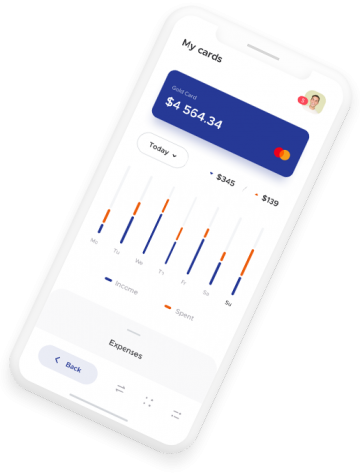 My cards
2
Gold Card
$4 564.34
Today
$345 / $139
Mo Tu We Th Fr Sa Su
Income
Spent
Expenses
Back